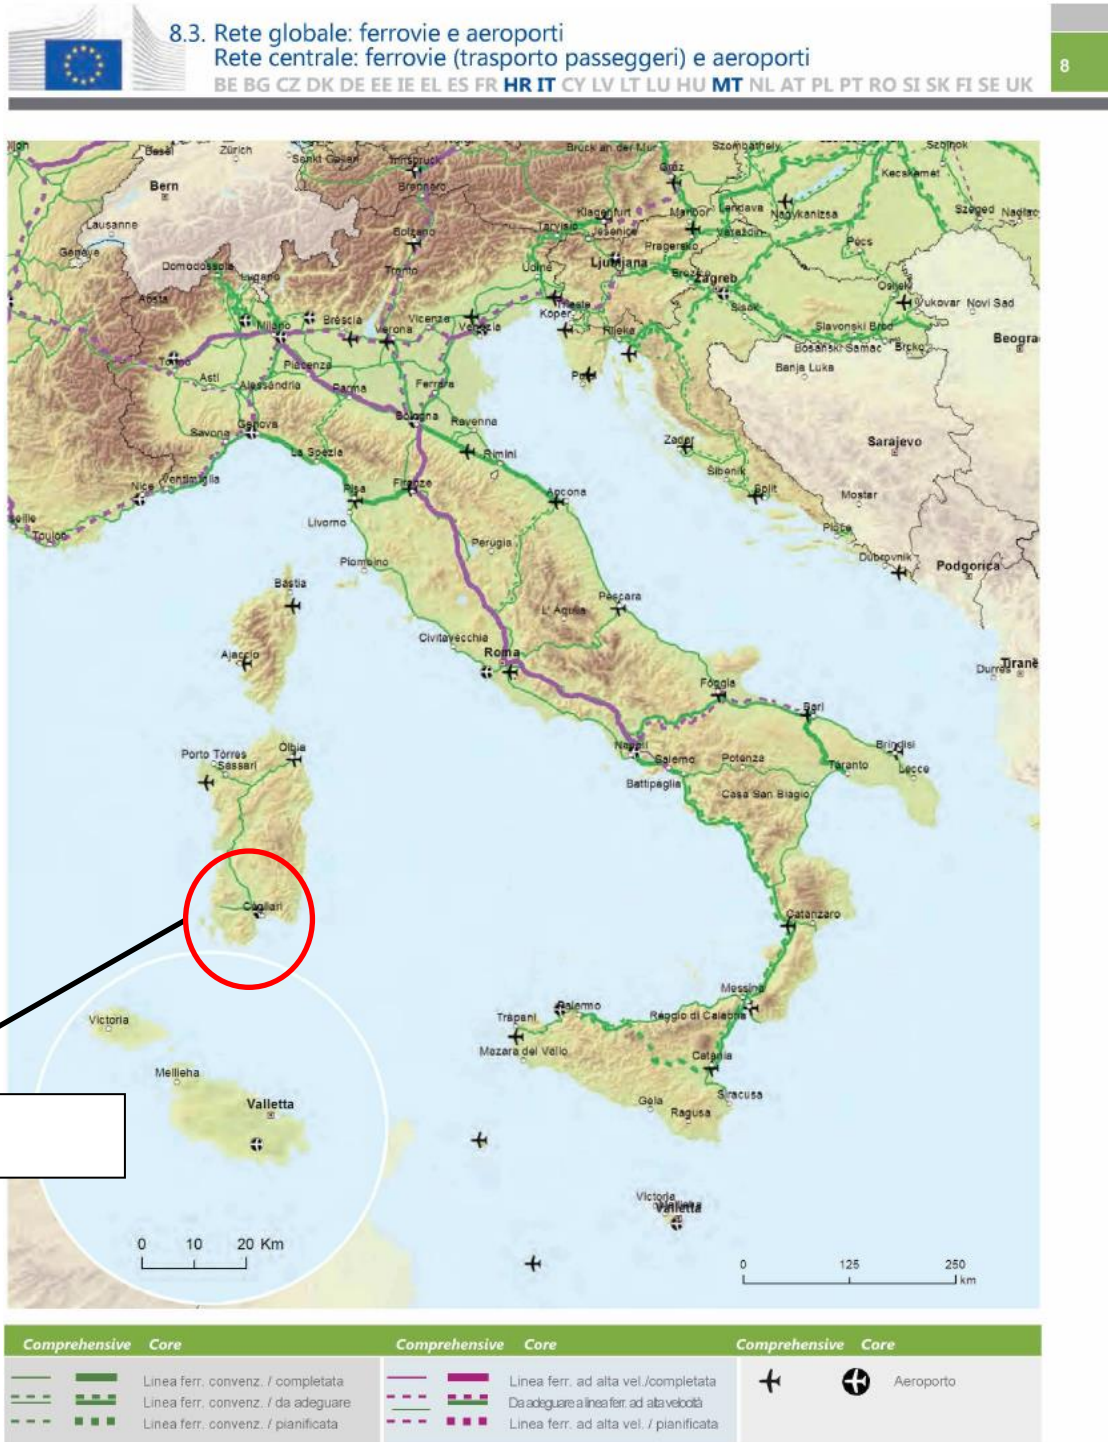 8.3. Rete globale: ferrovie e aeroporti
Rete centrale: ferrovie (trasporto passeggeri) e aeroporti
BE BG CZ DK DE EE IE EL ES FR HR IT CY LV LT LU HU MT NL AT PL PT RO SI SK FI SE UK
8
Basel
Zürich
Sankt Gallen
Innsbruck
Bruck an der Mur
Szombathely
Szolnok
Bern
Brennero
Graz
Kecskemét
Lausanne
Klagenfurt
Maribor
Lendava
Nagykanizsa
Szeged
Nadlac
Genève
Bolzano
Tarvisio
Jesenice
Pragersko
Varaždin
Pécs
Domodossola
Lugano
Trento
Udine
Ljubljana
Zagreb
Osijek
Aosta
Trieste
Koper
Sisak
Vukovar
Novi Sad
Milano
Brescia
Verona
Vicenza
Venezia
Rijeka
Slavonski Brod
Beogra
Torino
Piacenza
Bosanski Samac
Brcko
Asti
Alessandria
Parma
Ferrara
Banja Luka
Savona
Genova
Bologna
Ravenna
Zadar
Sarajevo
La Spezia
Rimini
Sibenik
Nice
Ventimiglia
Pisa
Firenze
Ancona
Split
Mostar
Toulon
Livorno
Perugia
Ploče
Piombino
Dubrovnik
Podgorica
Bastia
L' Aquila
Pescara
Ajaccio
Civitavecchia
Roma
Durres
Tiranë
Foggia
Bari
Porto Torres
Olbia
Sassari
Napoli
Salerno
Potenza
Brindisi
Battipaglia
Taranto
Lecce
Casa San Biagio
Cagliari
Catanzaro
Messina
Palermo
Reggio di Calabria
Trapani
Victoria
Mazara del Vallo
Catania
Mellieha
Siracusa
Valletta
Gela
Ragusa
Victoria
Valletta
0 10 20 Km
0 125 250
km
Comprehensive Core Comprehensive Core Comprehensive Core
Linea ferr. convenz. / completata
Linea ferr. convenz. / da adeguare
Linea ferr. convenz. / pianificata
Linea ferr. ad alta vel./completata
Da adeguare a linea ferr. ad alta velocità
Linea ferr. ad alta vel. / pianificata
Aeroporto